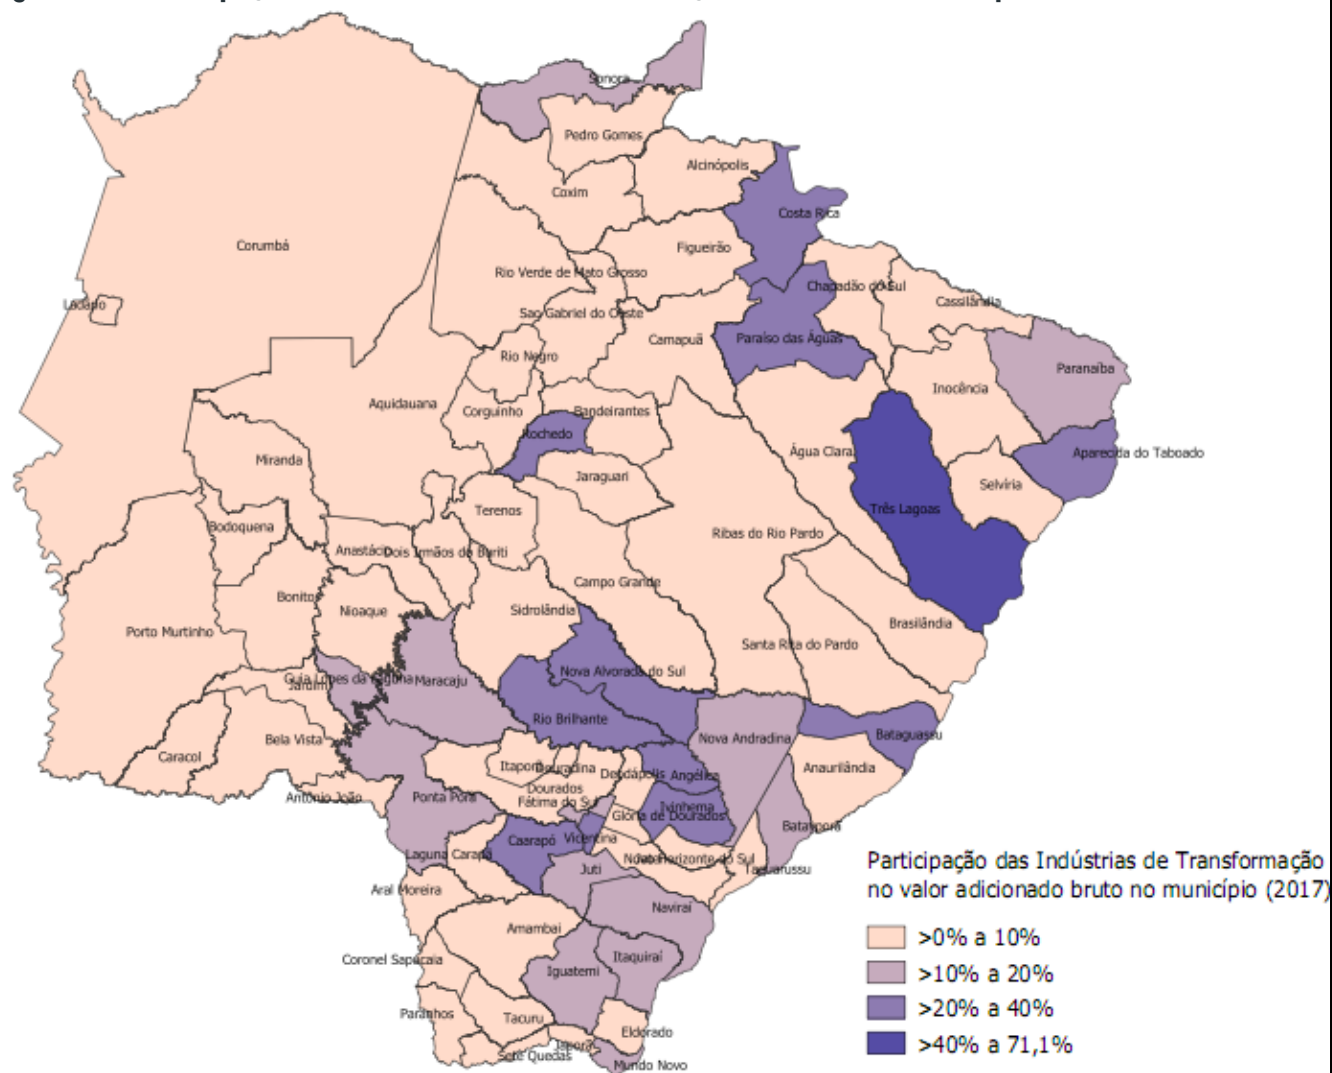 Sonora
Pedro Gomes
Alcinópolis
Coxim
Costa Rica
Corumbá
Figueirão
Rio Verde de Mato Grosso
Chapadão do Sul
Cassilândia
Ladário
Sao Gabriel do Oeste
Camapuã
Paraíso das Águas
Rio Negro
Paranaíba
Inocência
Aquidauana
Corguinho
Bandeirantes
Rochedo
Água Clara
Aparecida do Taboado
Miranda
Jaraguari
Selvíria
Terenos
Três Lagoas
Bodoquena
Ribas do Rio Pardo
Anastácio
Dois Irmãos do Buriti
Campo Grande
Bonito
Nioaque
Sidrolândia
Brasilândia
Porto Murtinho
Santa Rita do Pardo
Nova Alvorada do Sul
Guia Lopes da Laguna
Jardim
Maracaju
Rio Brilhante
Bataguassu
Nova Andradina
Bela Vista
Caracol
Itaporã
Douradina
Deodápolis
Angélica
Anaurilândia
Dourados
Antônio João
Ponta Porã
Fátima do Sul
Ivinhema
Glória de Dourados
Batayporã
Caarapó
Vicentina
Laguna Carapã
Novo Horizonte do Sul
Juti
Taquarussu
Aral Moreira
Naviraí
Amambai
Coronel Sapucaia
Itaquiraí
Iguatemi
Paranhos
Tacuru
Eldorado
Japorã
Sete Quedas
Mundo Novo
Participação das Indústrias de Transformação
no valor adicionado bruto no município (2017)
>0% a 10%
>10% a 20%
>20% a 40%
>40% a 71,1%